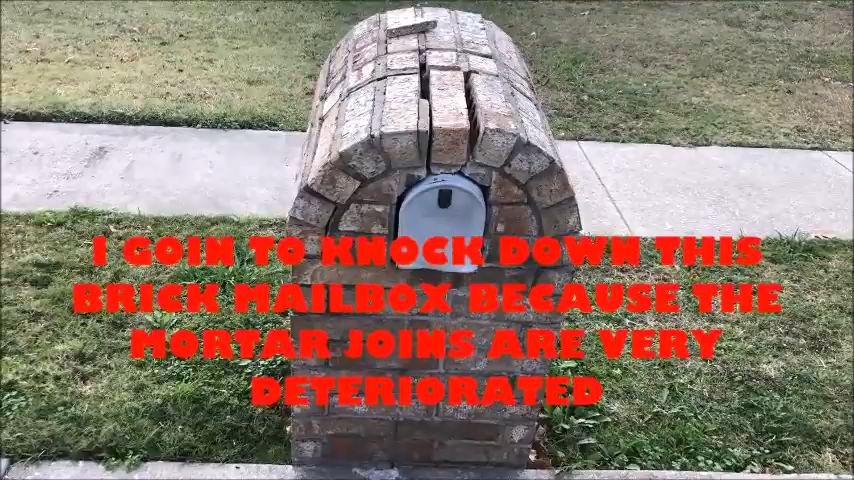 I GOIN TO KNOCK DOWN THIS
BRICK MAILBOX BECAUSE THE
MORTAR JOINS ARE VERY
DETERIORATED